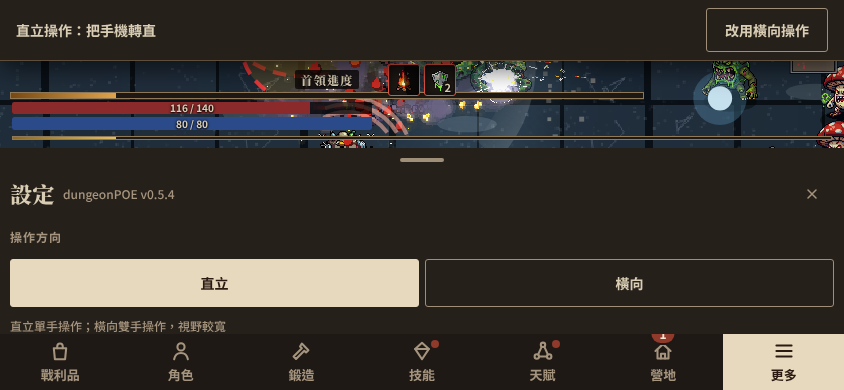 直立操作：把手機轉直
改用橫向操作
首領進度
2
116 / 140
80 / 80
設定 dungeonPOE v0.5.4
操作方向
直立
橫向
直立單手操作；橫向雙手操作，視野較寬
1
戰利品
角色
鍛造
技能
天賦
營地
更多